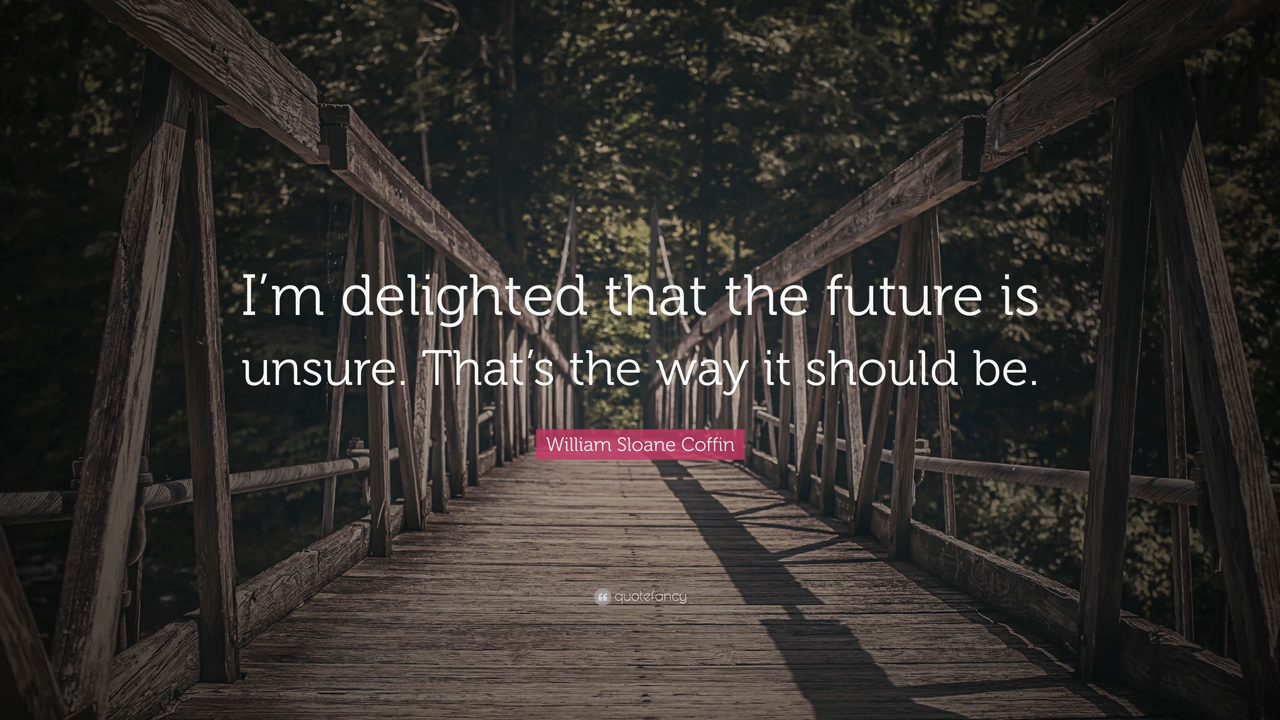 I’m delighted that the future is
unsure. That’s the way it should be.
William Sloane Coffin
quotefancy